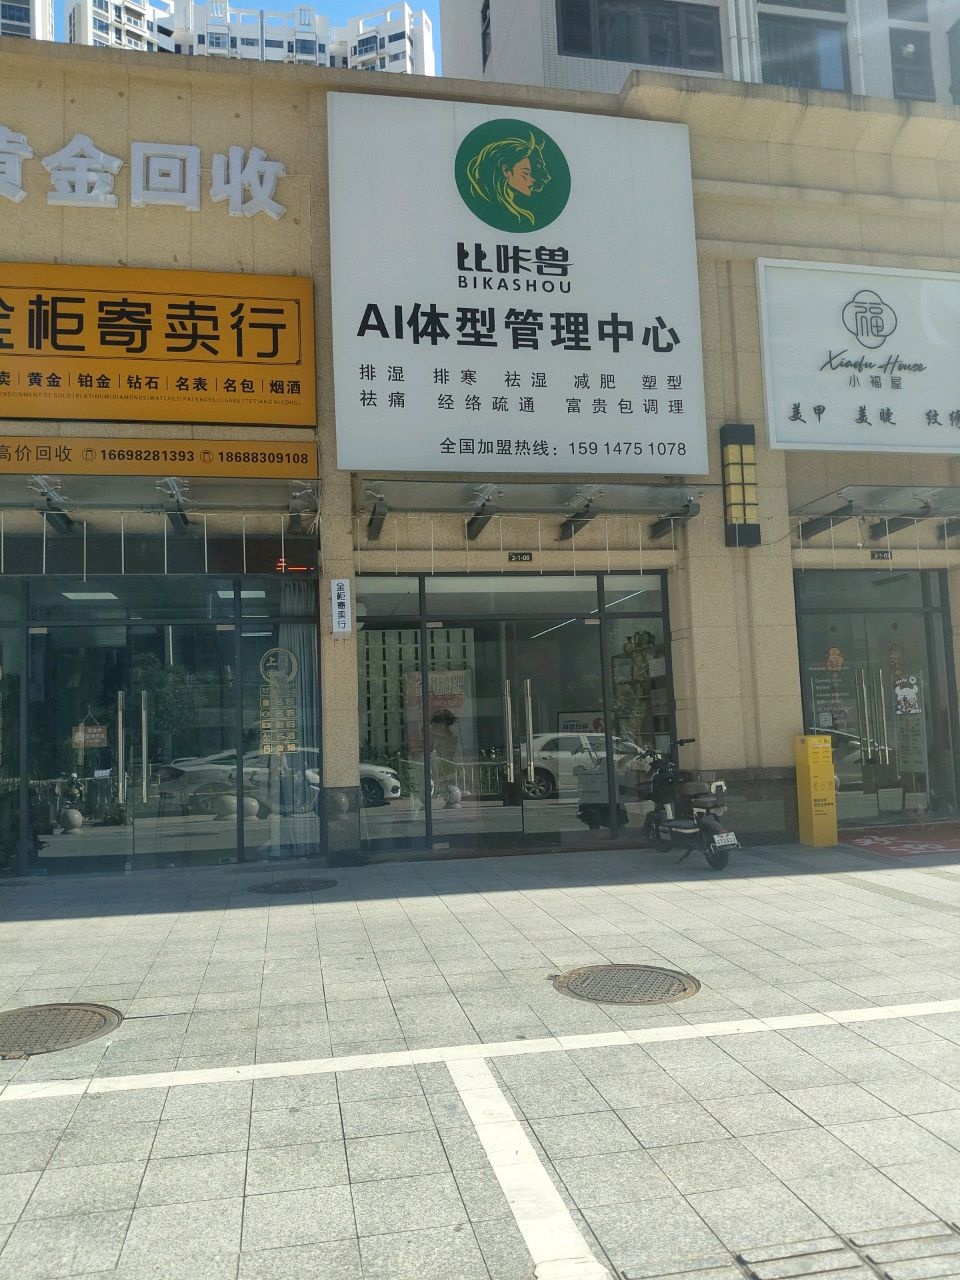 黄金回收
金柜寄卖行
卖｜黄金｜铂金｜钻石｜名表｜名包｜烟酒
高价回收 16698281393 18688309108
比咔兽
BIKASHOU
AI体型管理中心
排湿 排寒 祛湿 减肥 塑型
祛痛 经络疏通 富贵包调理
全国加盟热线：159 1475 1078
福
Xiaofu House
小福屋
美甲 美睫 纹绣
2-1-08
金柜寄卖行